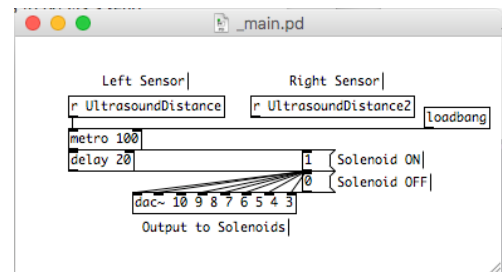 _main.pd
Left Sensor
Right Sensor
r UltrasoundDistance
r UltrasoundDistance2
loadbang
metro 100
delay 20
1
Solenoid ON
0
Solenoid OFF
dac~ 10 9 8 7 6 5 4 3
Output to Solenoids